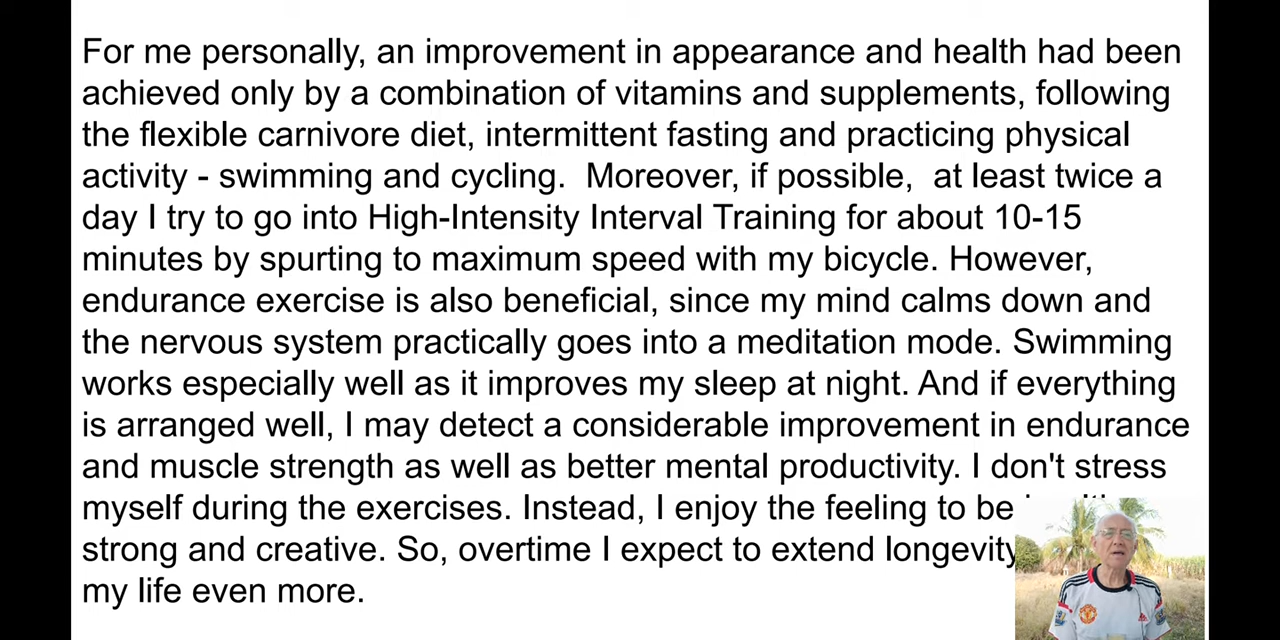 For me personally, an improvement in appearance and health had been
achieved only by a combination of vitamins and supplements, following
the flexible carnivore diet, intermittent fasting and practicing physical
activity - swimming and cycling.  Moreover, if possible,  at least twice a
day I try to go into High-Intensity Interval Training for about 10-15
minutes by spurting to maximum speed with my bicycle. However,
endurance exercise is also beneficial, since my mind calms down and
the nervous system practically goes into a meditation mode. Swimming
works especially well as it improves my sleep at night. And if everything
is arranged well, I may detect a considerable improvement in endurance
and muscle strength as well as better mental productivity. I don't stress
myself during the exercises. Instead, I enjoy the feeling to be
strong and creative. So, overtime I expect to extend longevity
my life even more.